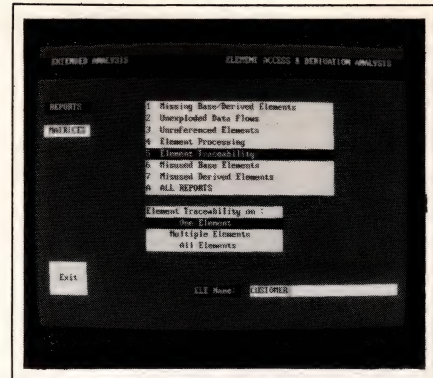 EXTENDED ANALYSIS
ELEMENT ACCESS & DERIVATION ANALYSIS
REPORTS
MATRICES
1 Missing Base/Derived Elements
2 Unexploded Data Flows
3 Unreferenced Elements
4 Element Processing
5 Element Traceability
6 Misused Base Elements
7 Misused Derived Elements
A ALL REPORTS
Element Traceability on :
One Element
Multiple Elements
All Elements
Exit
ELE Name:
CUSTOMER